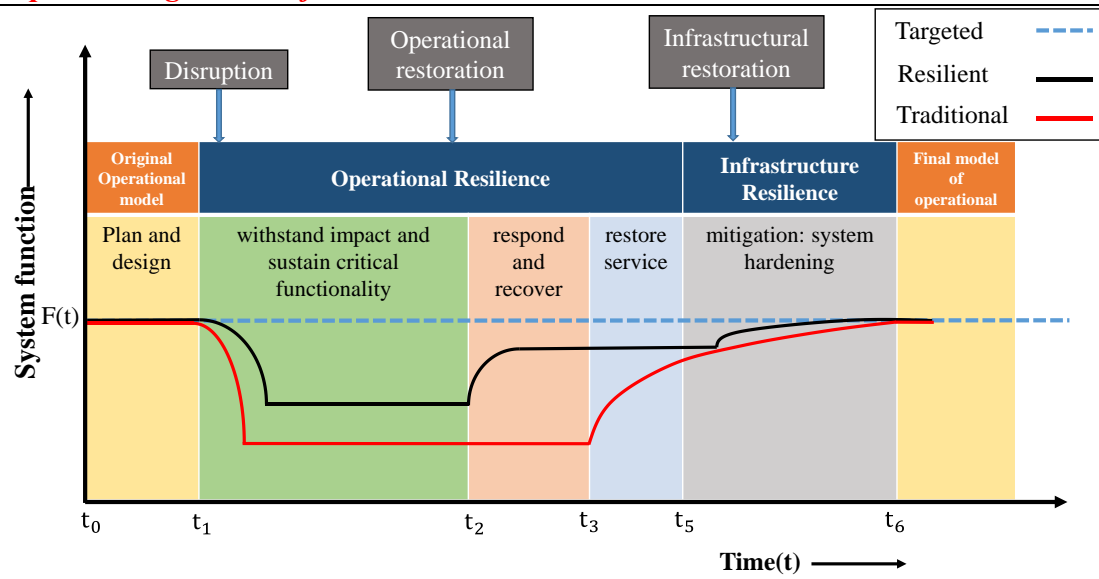 Targeted
Resilient
Traditional
Disruption
Operational
restoration
Infrastructural
restoration
Original
Operational
model
Operational Resilience
Infrastructure
Resilience
Final model
of
operational
Plan and
design
withstand impact and
sustain critical
functionality
respond
and
recover
restore
service
mitigation: system
hardening
System function
F(t)
t0
t1
t2
t3
t5
t6
Time(t)